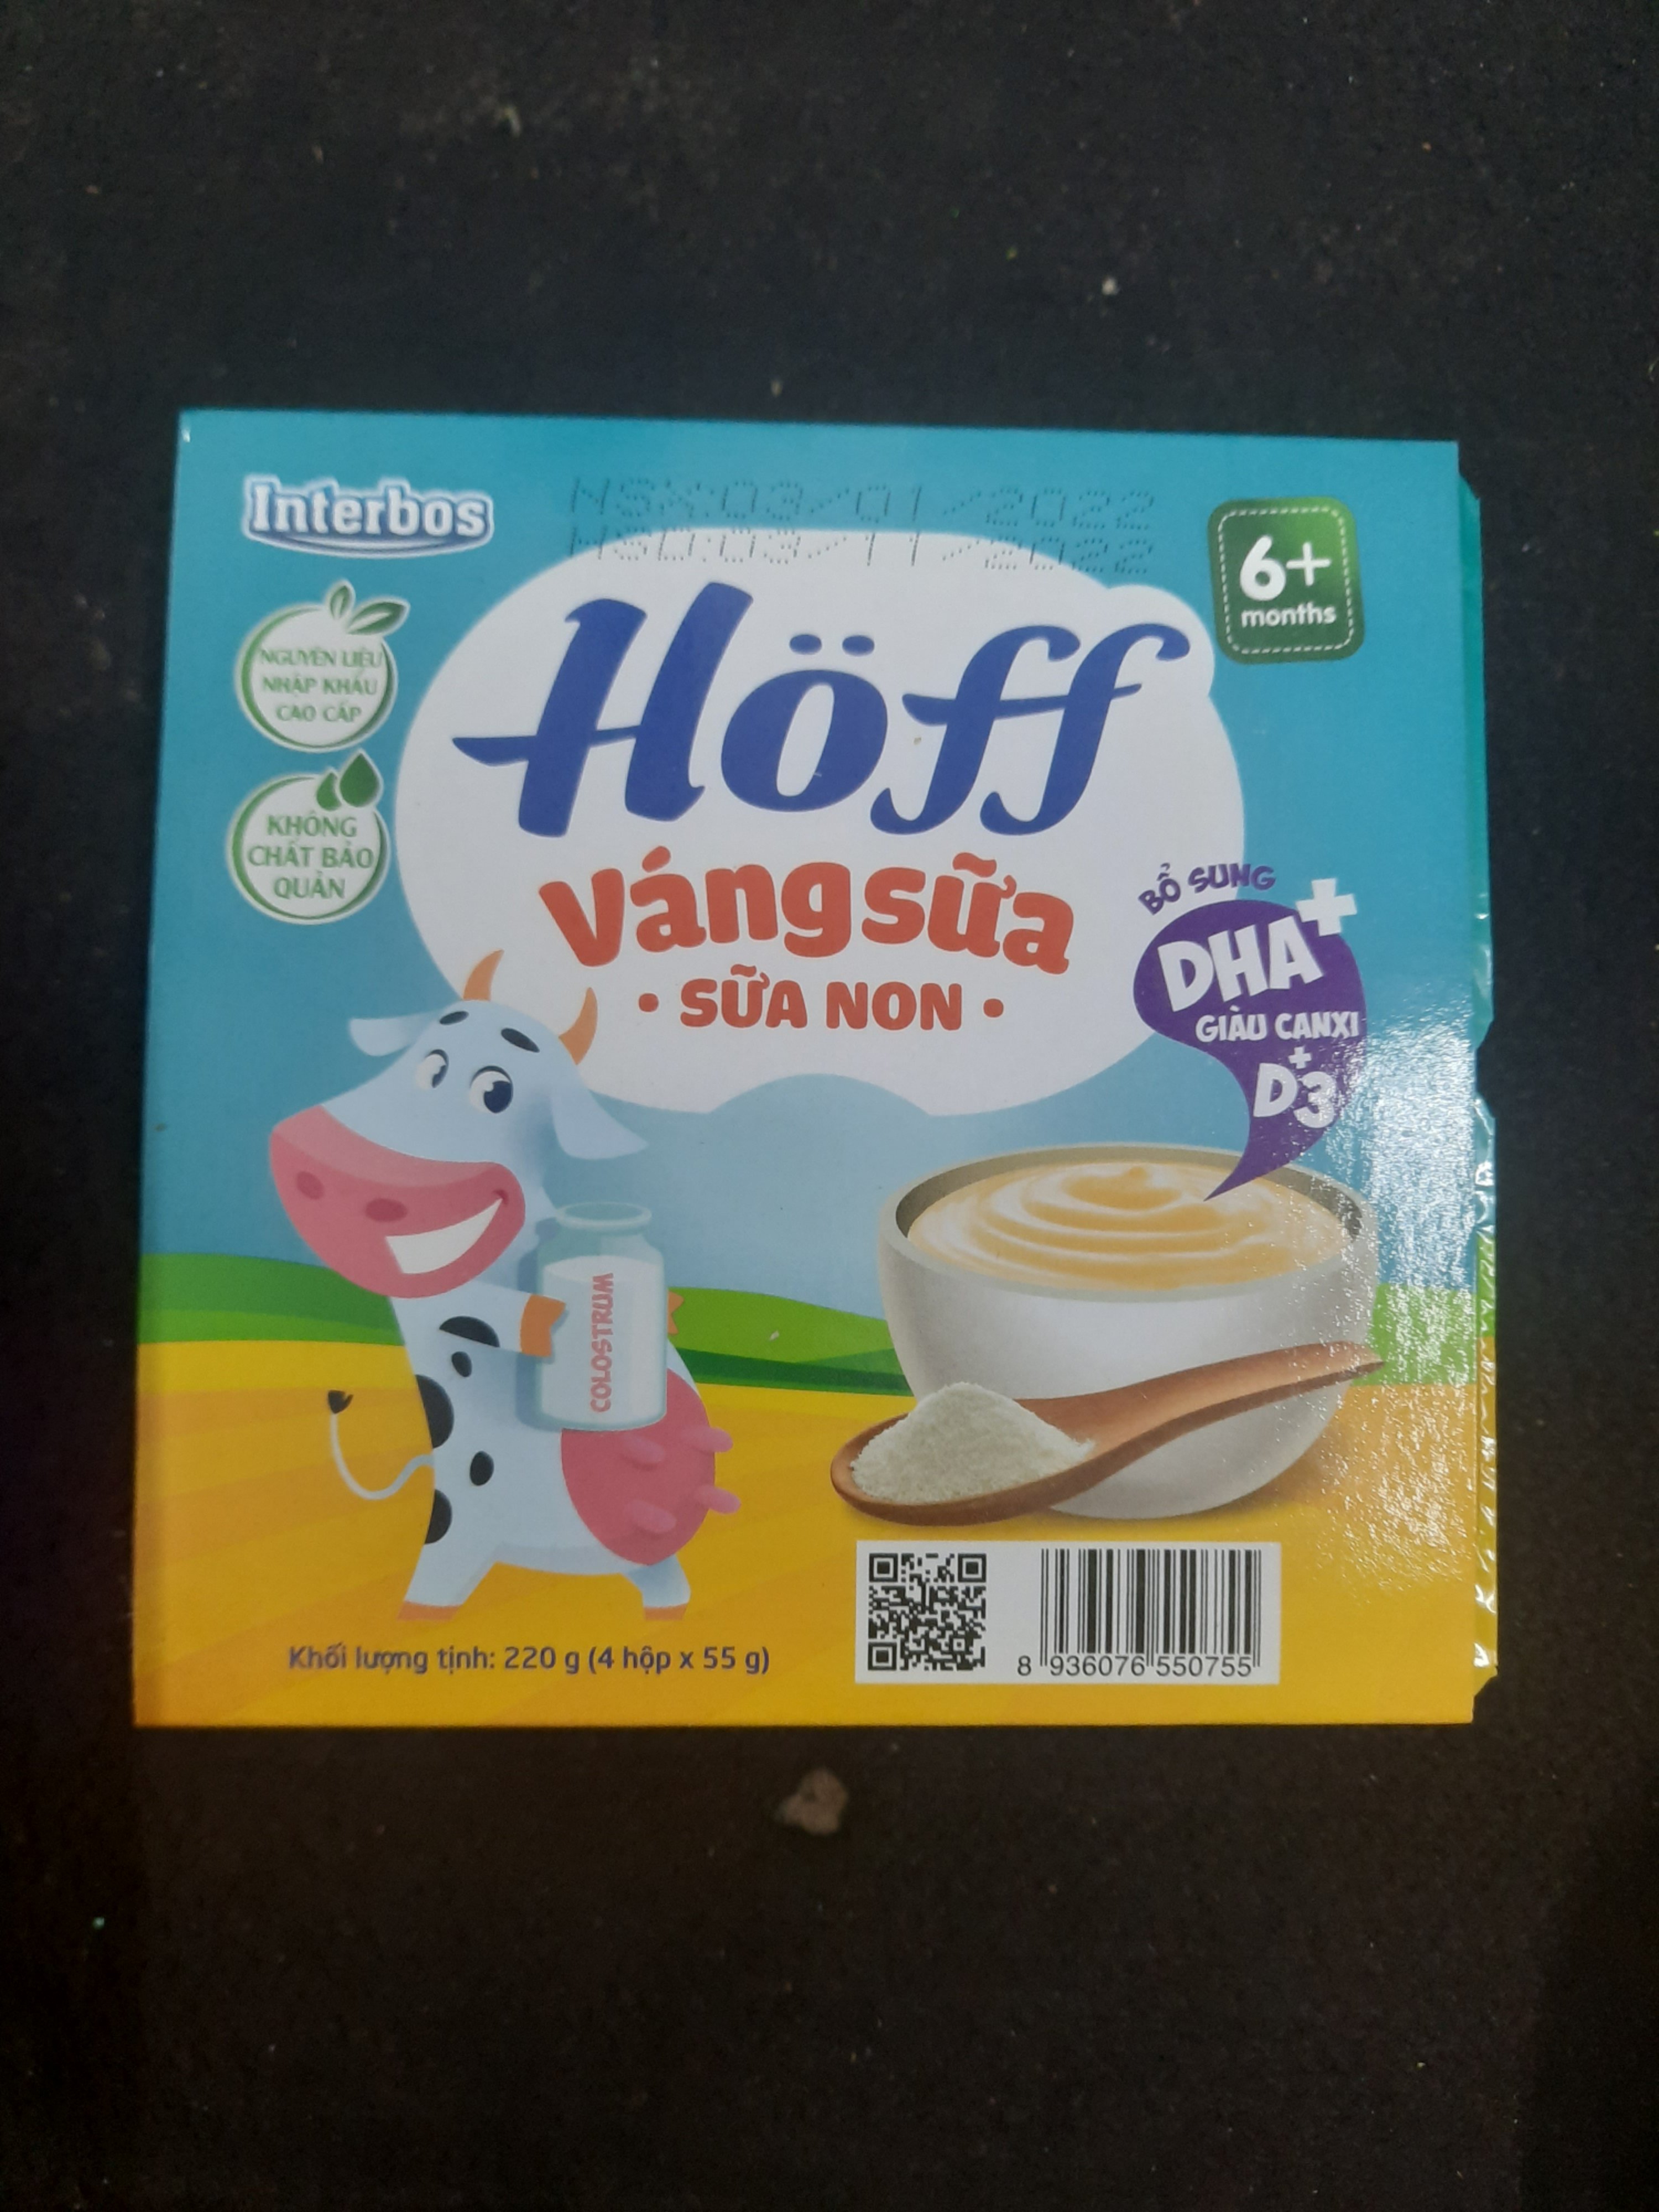 Interbos
NSX:03/01/2022
HSD:03/11/2022
6+
months
NGUYÊN LIỆU
NHẬP KHẨU
CAO CẤP
KHÔNG
CHẤT BẢO
QUẢN
Höff
Váng sữa
• SỮA NON •
BỔ SUNG
DHA+
GIÀU CANXI
+
D3
COLOSTRUM
Khối lượng tịnh: 220 g (4 hộp x 55 g)
8 936076 550755